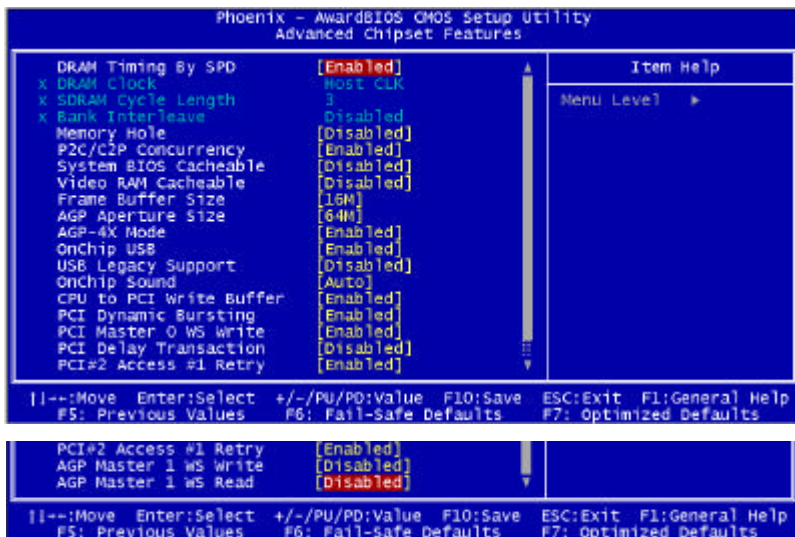 Phoenix - AwardBIOS CMOS Setup Utility
Advanced Chipset Features
DRAM Timing By SPD [Enabled] Item Help
x DRAM Clock Host CLK
x SDRAM Cycle Length 3 Menu Level ▶
x Bank Interleave Disabled
Memory Hole [Disabled]
P2C/C2P Concurrency [Enabled]
System BIOS Cacheable [Disabled]
Video RAM Cacheable [Disabled]
Frame Buffer Size [16M]
AGP Aperture Size [64M]
AGP-4X Mode [Enabled]
OnChip USB [Enabled]
USB Legacy Support [Disabled]
OnChip Sound [Auto]
CPU to PCI Write Buffer [Enabled]
PCI Dynamic Bursting [Enabled]
PCI Master 0 WS Write [Enabled]
PCI Delay Transaction [Disabled]
PCI#2 Access #1 Retry [Enabled]
↑↓←→:Move Enter:Select +/-/PU/PD:Value F10:Save ESC:Exit F1:General Help
F5: Previous Values F6: Fail-Safe Defaults F7: Optimized Defaults
PCI#2 Access #1 Retry [Enabled]
AGP Master 1 WS Write [Disabled]
AGP Master 1 WS Read [Disabled]
↑↓←→:Move Enter:Select +/-/PU/PD:Value F10:Save ESC:Exit F1:General Help
F5: Previous Values F6: Fail-Safe Defaults F7: Optimized Defaults